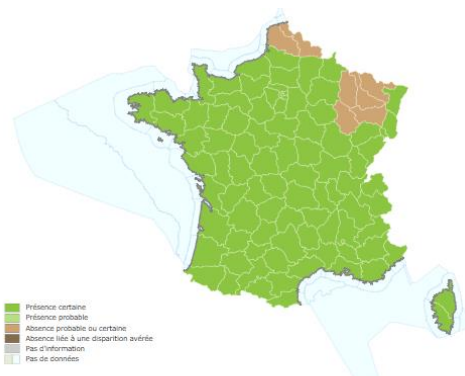 Présence certaine
Présence probable
Absence probable ou certaine
Absence liée à une disparition avérée
Pas d'information
Pas de données